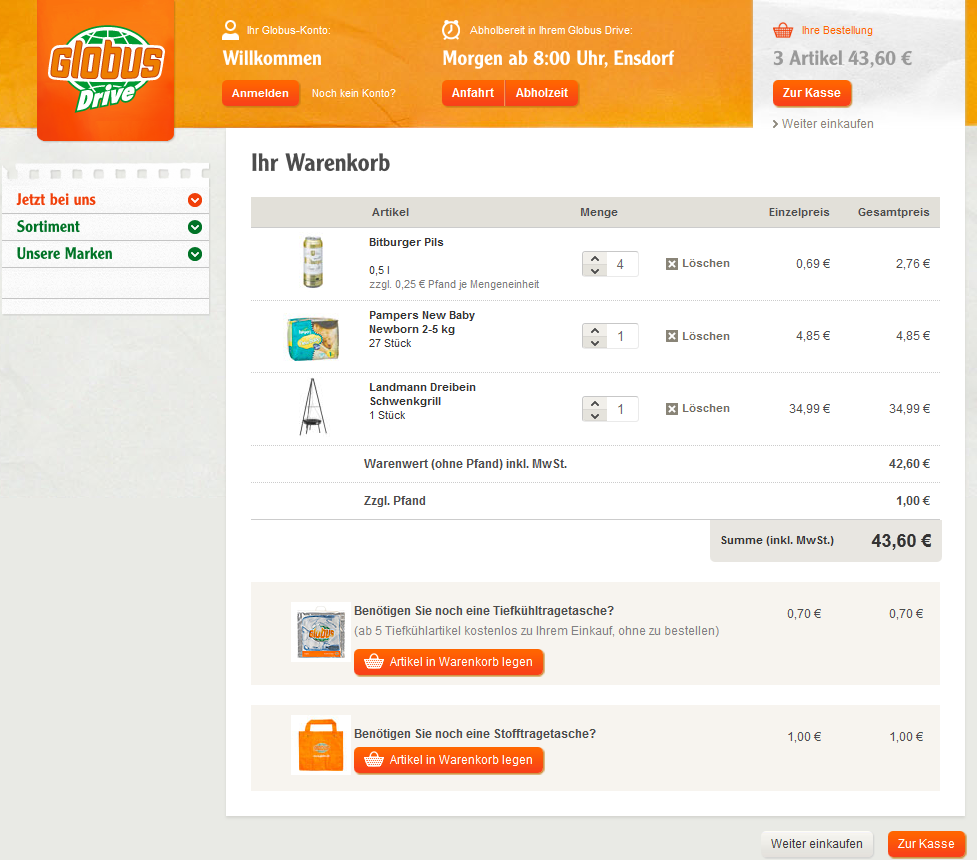 Globus
Drive
Ihr Globus-Konto:
Willkommen
Anmelden
Noch kein Konto?
Abholbereit in Ihrem Globus Drive:
Morgen ab 8:00 Uhr, Ensdorf
Anfahrt
Abholzeit
Ihre Bestellung
3 Artikel 43,60 €
Zur Kasse
Weiter einkaufen
Jetzt bei uns
Sortiment
Unsere Marken
Ihr Warenkorb
Artikel Menge Einzelpreis Gesamtpreis
Bitburger Pils
0,5 l
zzgl. 0,25 € Pfand je Mengeneinheit
4 Löschen 0,69 € 2,76 €
Pampers New Baby
Newborn 2-5 kg
27 Stück
1 Löschen 4,85 € 4,85 €
Landmann Dreibein
Schwenkgrill
1 Stück
1 Löschen 34,99 € 34,99 €
Warenwert (ohne Pfand) inkl. MwSt. 42,60 €
Zzgl. Pfand 1,00 €
Summe (inkl. MwSt.) 43,60 €
Globus
Benötigen Sie noch eine Tiefkühltragetasche? 0,70 € 0,70 €
(ab 5 Tiefkühlartikel kostenlos zu Ihrem Einkauf, ohne zu bestellen)
Artikel in Warenkorb legen
Benötigen Sie noch eine Stofftragetasche? 1,00 € 1,00 €
Artikel in Warenkorb legen
Weiter einkaufen
Zur Kasse